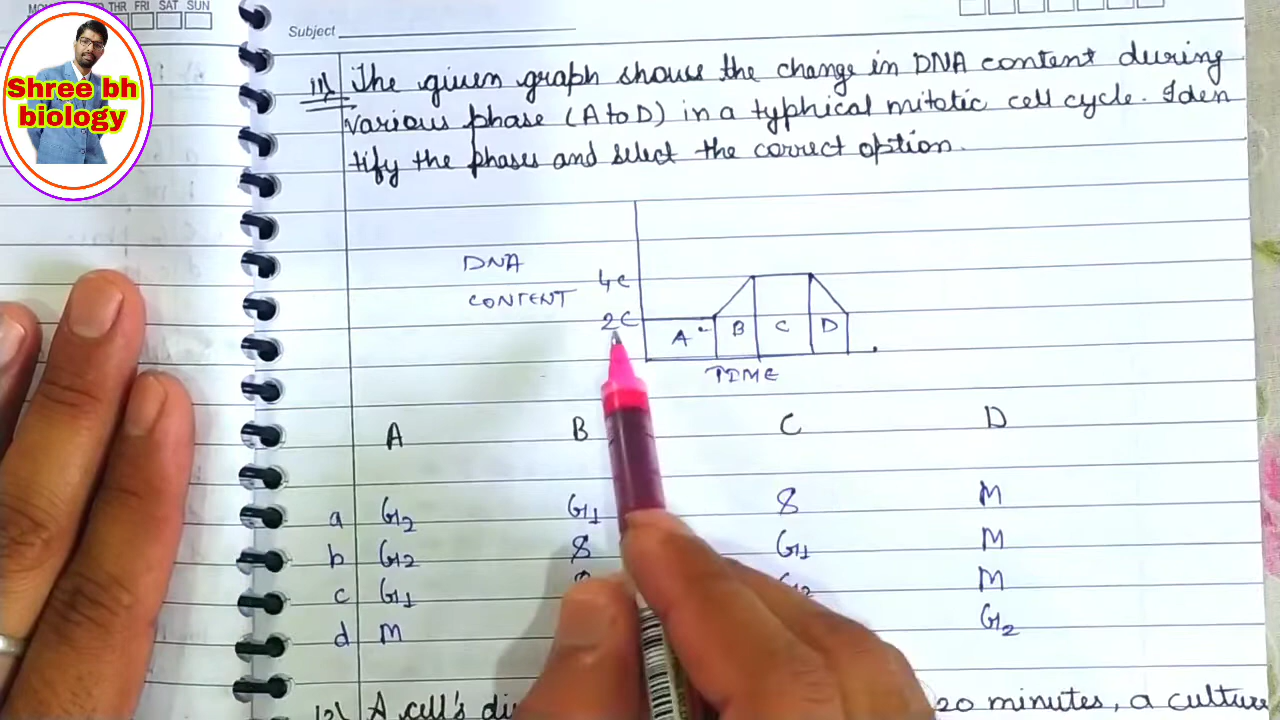 THR FRI SAT SUN
Shree bh
biology
Subject
11) The given graph shows the change in DNA content during
various phase (A to D) in a typhical mitotic cell cycle. Iden
tify the phases and select the correct option.
DNA
CONTENT
4C
2C
A B C D
TIME
A B C D
a G2 G1 S M
b G2 S G1 M
c G1 M
d M G2
12) A cell's di 20 minutes, a culture